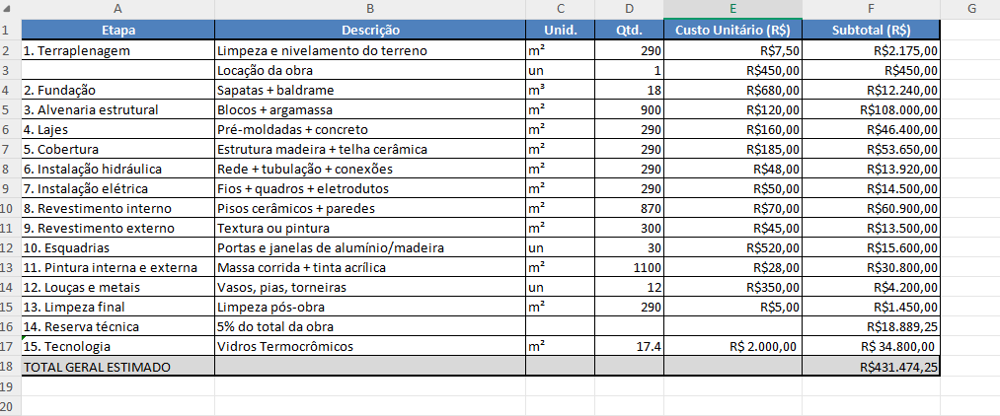 A B C D E F G
1 Etapa Descrição Unid. Qtd. Custo Unitário (R$) Subtotal (R$)
2 1. Terraplenagem Limpeza e nivelamento do terreno m² 290 R$7,50 R$2.175,00
3 Locação da obra un 1 R$450,00 R$450,00
4 2. Fundação Sapatas + baldrame m³ 18 R$680,00 R$12.240,00
5 3. Alvenaria estrutural Blocos + argamassa m² 900 R$120,00 R$108.000,00
6 4. Lajes Pré-moldadas + concreto m² 290 R$160,00 R$46.400,00
7 5. Cobertura Estrutura madeira + telha cerâmica m² 290 R$185,00 R$53.650,00
8 6. Instalação hidráulica Rede + tubulação + conexões m² 290 R$48,00 R$13.920,00
9 7. Instalação elétrica Fios + quadros + eletrodutos m² 290 R$50,00 R$14.500,00
10 8. Revestimento interno Pisos cerâmicos + paredes m² 870 R$70,00 R$60.900,00
11 9. Revestimento externo Textura ou pintura m² 300 R$45,00 R$13.500,00
12 10. Esquadrias Portas e janelas de alumínio/madeira un 30 R$520,00 R$15.600,00
13 11. Pintura interna e externa Massa corrida + tinta acrílica m² 1100 R$28,00 R$30.800,00
14 12. Louças e metais Vasos, pias, torneiras un 12 R$350,00 R$4.200,00
15 13. Limpeza final Limpeza pós-obra m² 290 R$5,00 R$1.450,00
16 14. Reserva técnica 5% do total da obra R$18.889,25
17 15. Tecnologia Vidros Termocrômicos m² 17.4 R$ 2.000,00 R$ 34.800,00
18 TOTAL GERAL ESTIMADO R$431.474,25
19
20